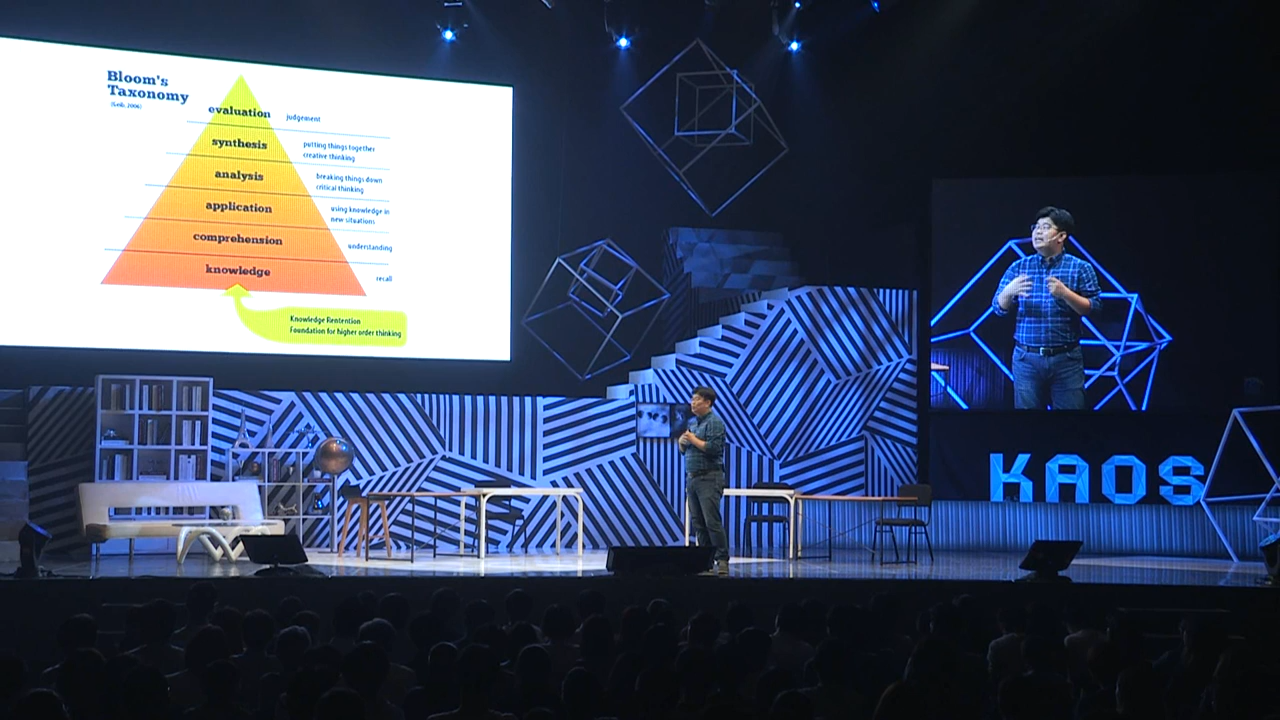 Bloom's
Taxonomy
evaluation judgement
synthesis putting things together
creative thinking
analysis breaking things down
critical thinking
application using knowledge in
new situations
comprehension understanding
knowledge recall
Knowledge Rentention
Foundation for higher order thinking
KAOS